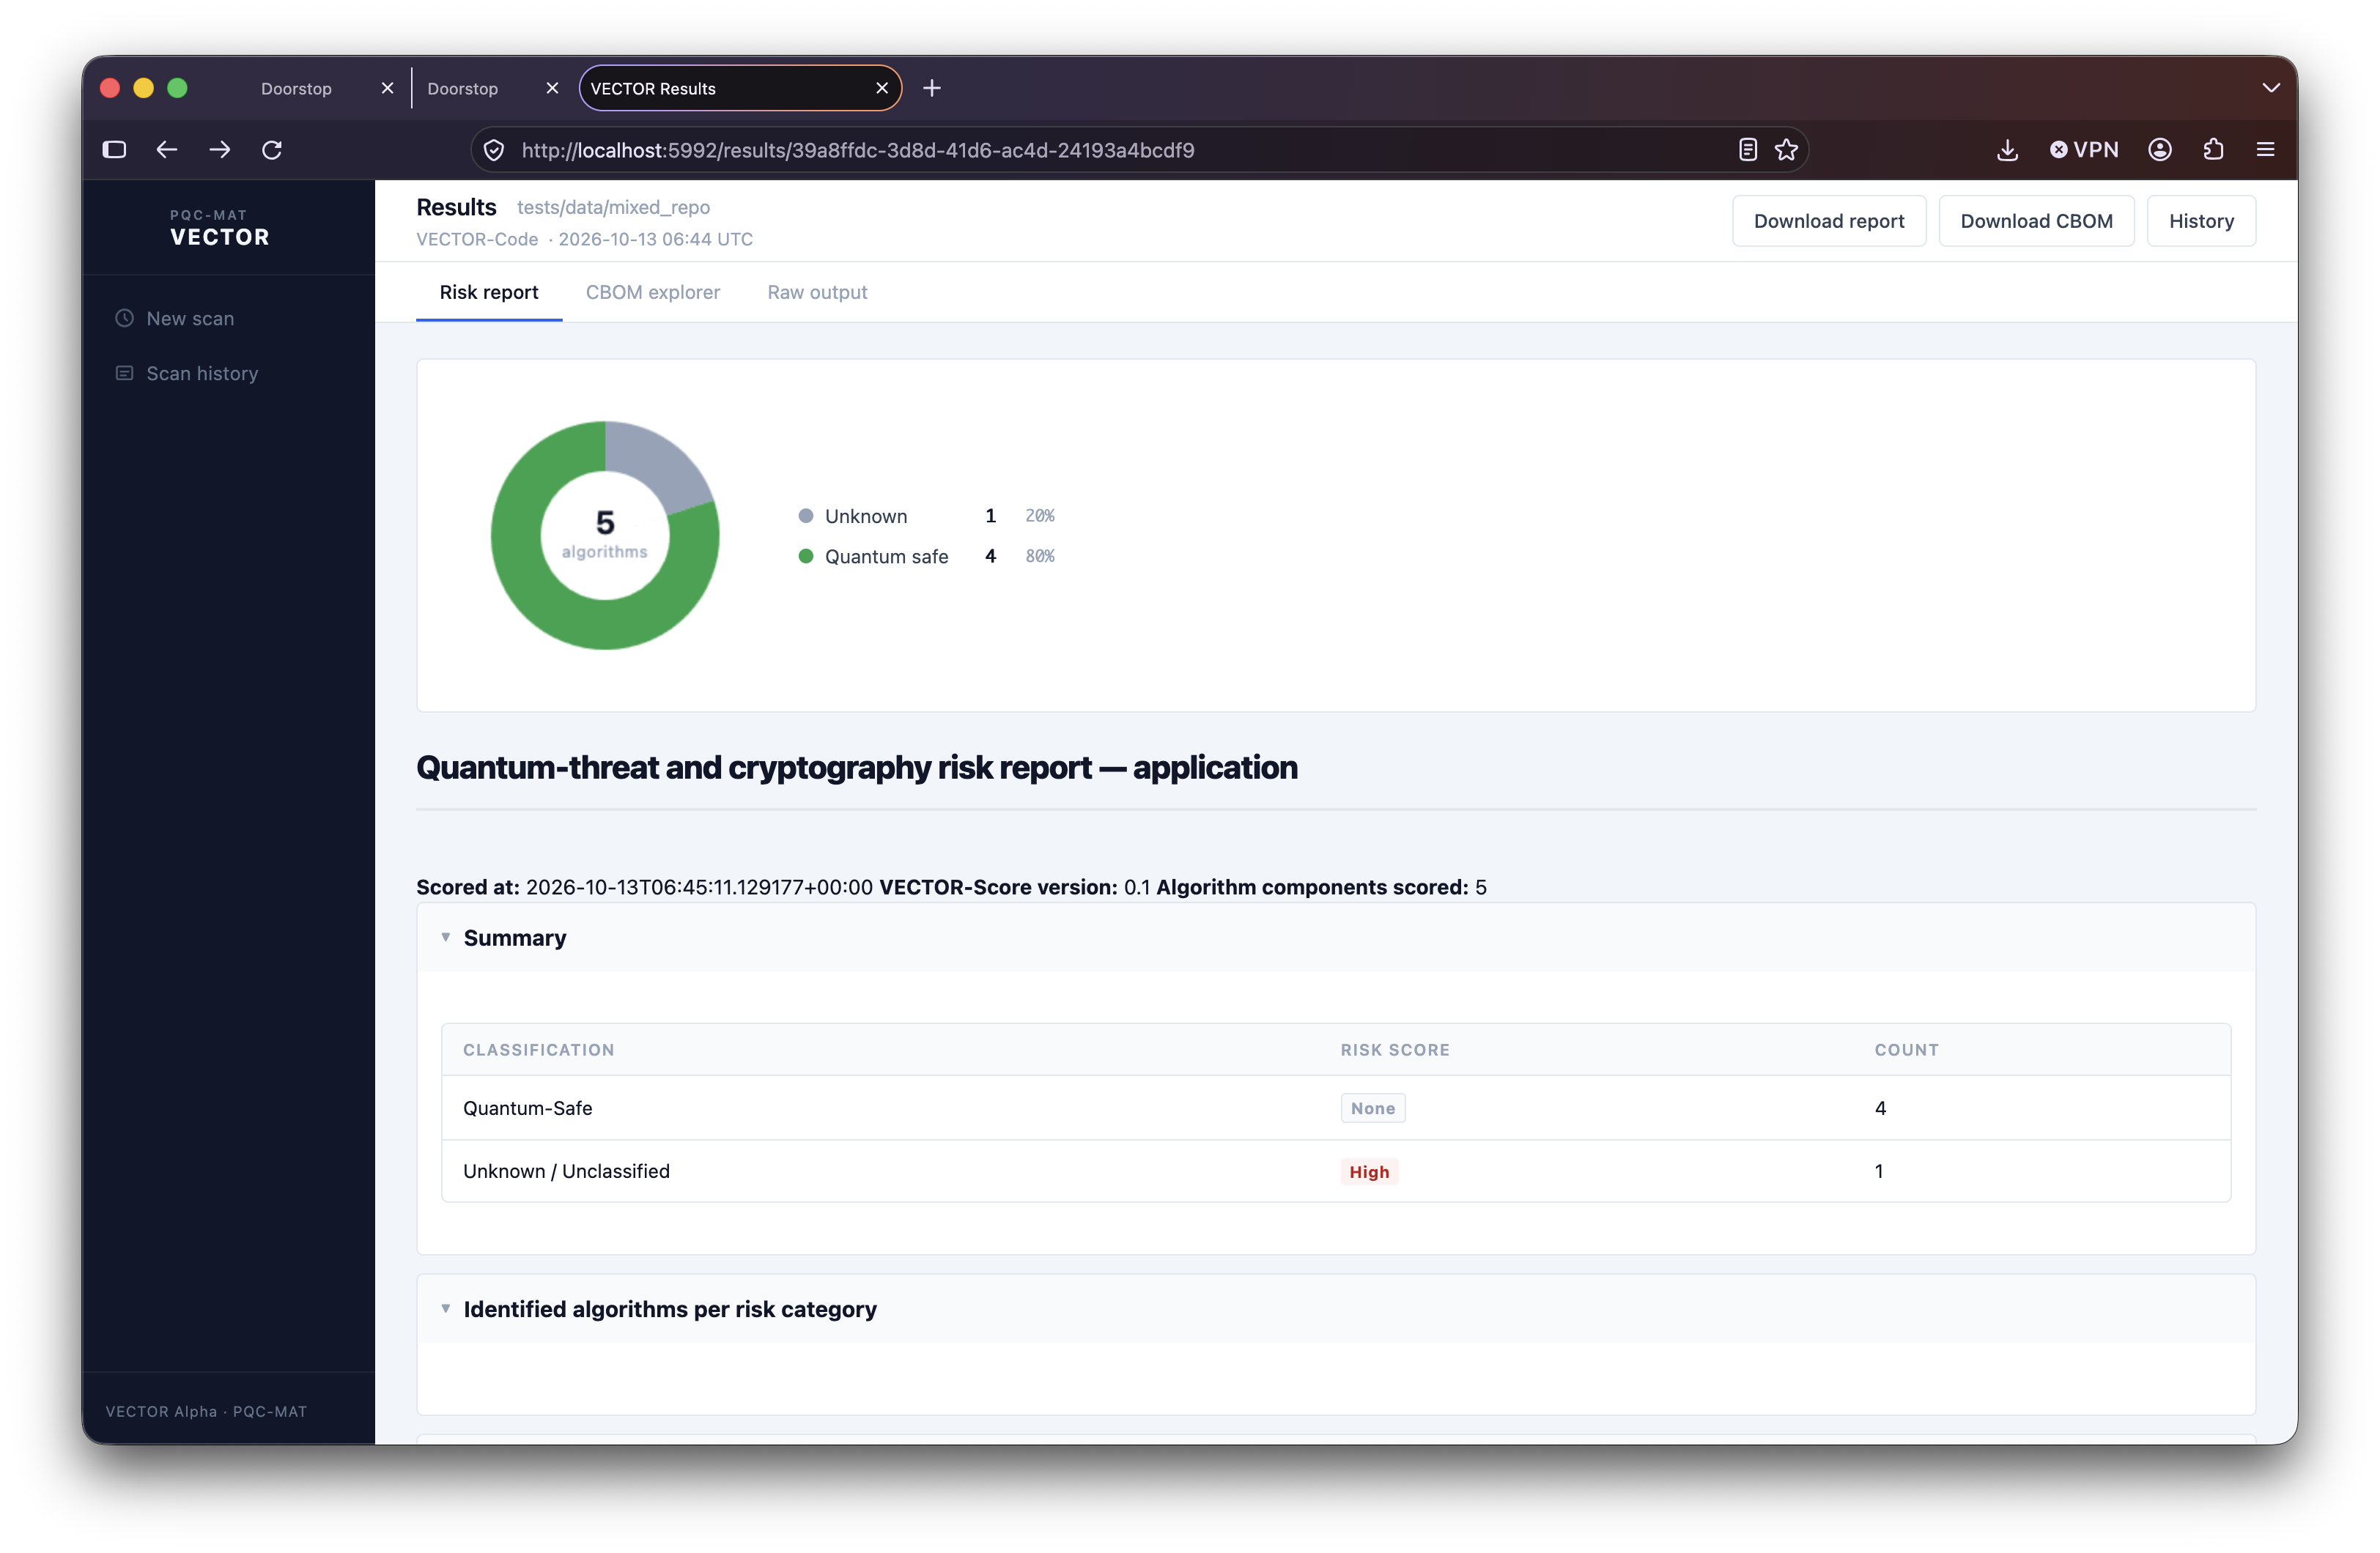 Doorstop
Doorstop
VECTOR Results
http://localhost:5992/results/39a8ffdc-3d8d-41d6-ac4d-24193a4bcdf9
VPN
PQC-MAT
VECTOR
New scan
Scan history
VECTOR Alpha · PQC-MAT
Results tests/data/mixed_repo
VECTOR-Code · 2026-10-13 06:44 UTC
Download report
Download CBOM
History
Risk report
CBOM explorer
Raw output
5
algorithms
Unknown 1 20%
Quantum safe 4 80%
Quantum-threat and cryptography risk report — application
Scored at: 2026-10-13T06:45:11.129177+00:00 VECTOR-Score version: 0.1 Algorithm components scored: 5
Summary
CLASSIFICATION RISK SCORE COUNT
Quantum-Safe None 4
Unknown / Unclassified High 1
Identified algorithms per risk category